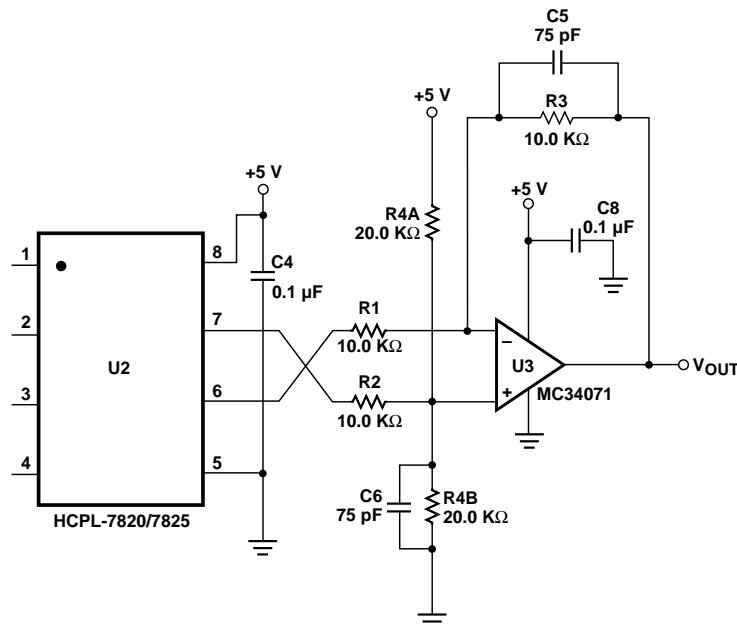 C5
75 pF
+5 V
R3
10.0 KΩ
+5 V
+5 V
C8
0.1 µF
R4A
20.0 KΩ
1
8
C4
0.1 µF
R1
10.0 KΩ
2
7
U2
–
U3
VOUT
R2
10.0 KΩ
+
MC34071
3
6
4
5
C6
75 pF
R4B
20.0 KΩ
HCPL-7820/7825